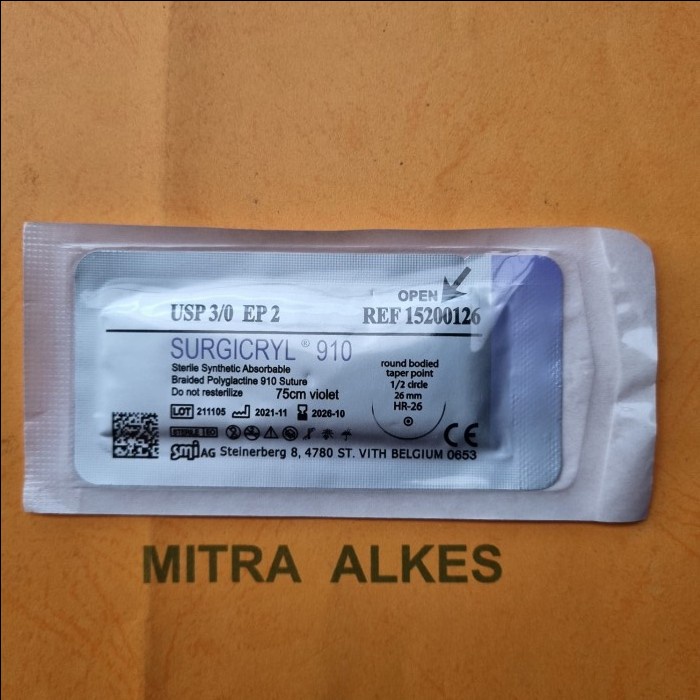 OPEN
USP 3/0 EP 2
REF 15200126
SURGICRYL® 910
Sterile Synthetic Absorbable
Braided Polyglactine 910 Suture
Do not resterilize
75cm violet
round bodied
taper point
1/2 circle
26 mm
HR-26
LOT 211105 2021-11 2026-10
STERILE EO
CE
smi AG Steinerberg 8, 4780 ST. VITH BELGIUM 0653
MITRA ALKES